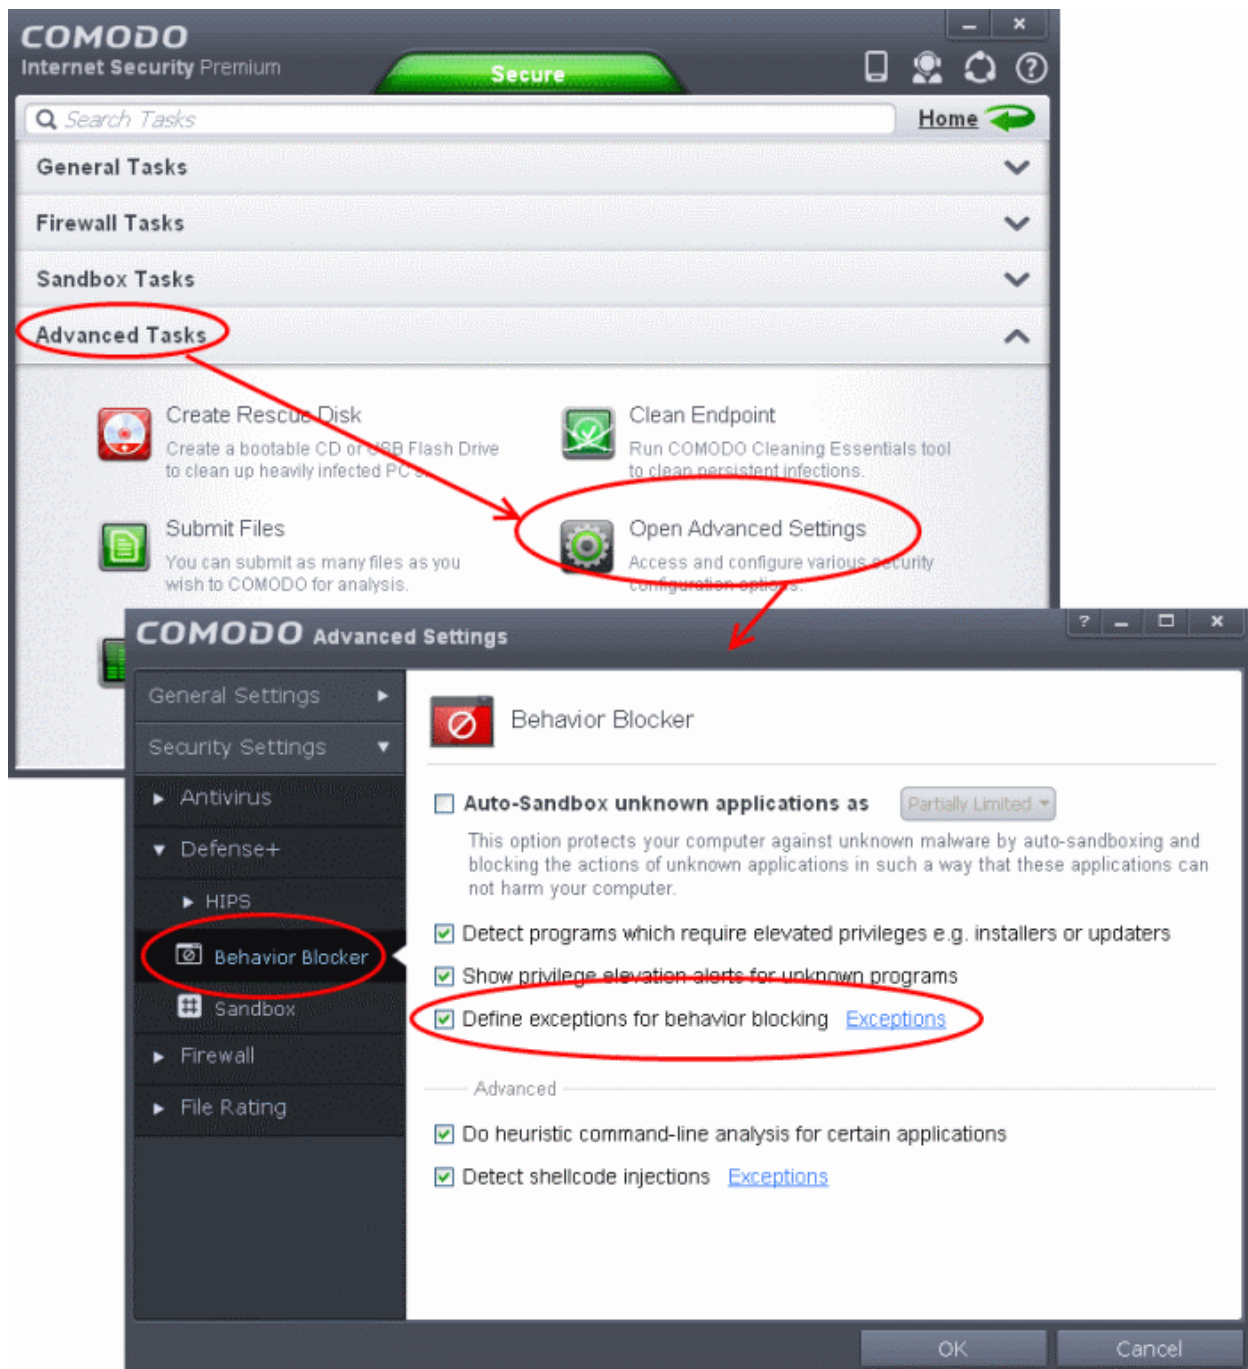 COMODO
Internet Security Premium
Secure
Search Tasks
Home
General Tasks
Firewall Tasks
Sandbox Tasks
Advanced Tasks
Create Rescue Disk
Create a bootable CD or USB Flash Drive
to clean up heavily infected PC's.
Clean Endpoint
Run COMODO Cleaning Essentials tool
to clean persistent infections.
Submit Files
You can submit as many files as you
wish to COMODO for analysis.
Open Advanced Settings
Access and configure various security
configuration options.
COMODO Advanced Settings
General Settings
Security Settings
Antivirus
Defense+
HIPS
Behavior Blocker
Sandbox
Firewall
File Rating
Behavior Blocker
Auto-Sandbox unknown applications as Partially Limited
This option protects your computer against unknown malware by auto-sandboxing and
blocking the actions of unknown applications in such a way that these applications can
not harm your computer.
Detect programs which require elevated privileges e.g. installers or updaters
Show privilege elevation alerts for unknown programs
Define exceptions for behavior blocking Exceptions
Advanced
Do heuristic command-line analysis for certain applications
Detect shellcode injections Exceptions
OK
Cancel